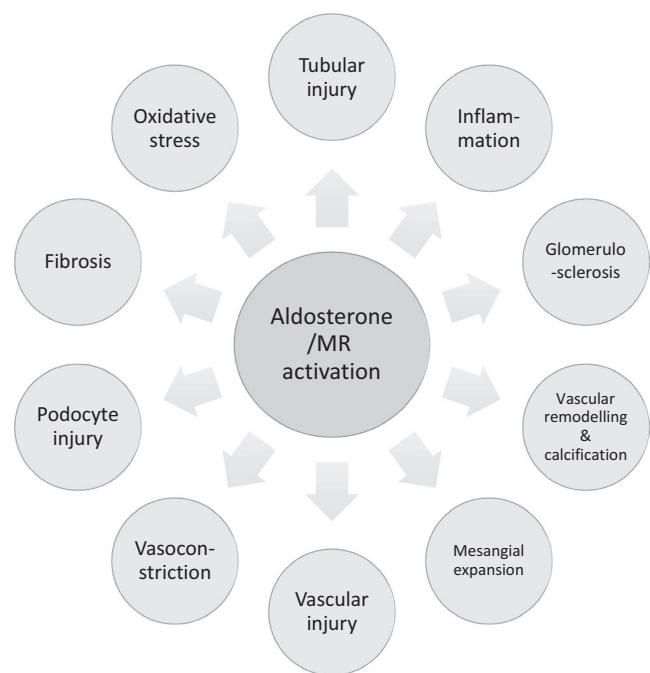 Tubular
injury
Inflam-
mation
Glomerulo
-sclerosis
Vascular
remodelling
&
calcification
Mesangial
expansion
Vascular
injury
Vasocon-
striction
Podocyte
injury
Fibrosis
Oxidative
stress
Aldosterone
/MR
activation